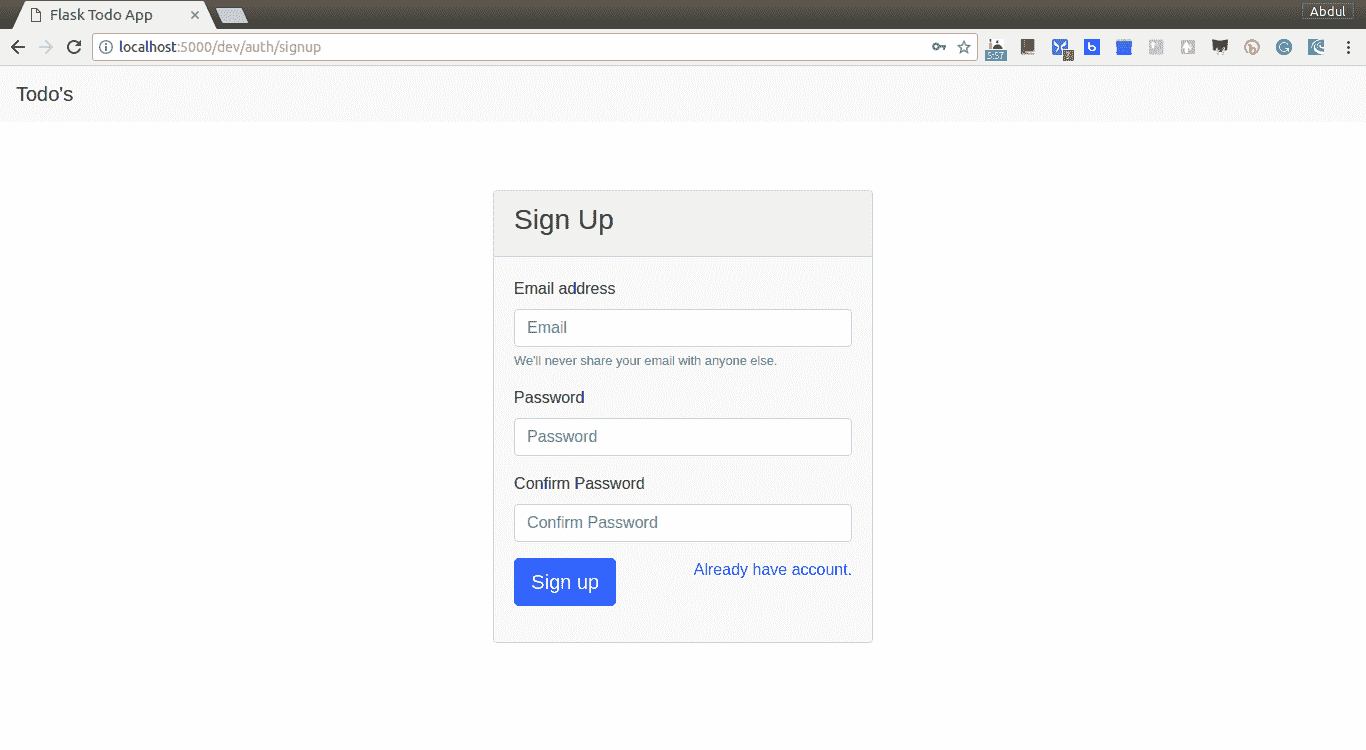 Flask Todo App
Abdul
localhost:5000/dev/auth/signup
5:57
Todo's
Sign Up
Email address
Email
We'll never share your email with anyone else.
Password
Password
Confirm Password
Confirm Password
Sign up
Already have account.